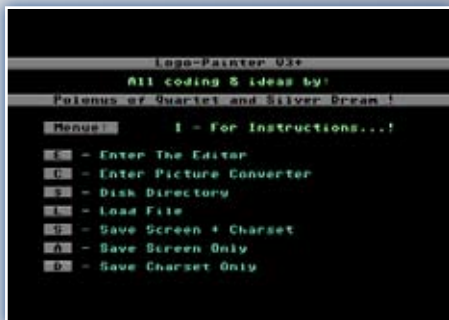 Logo-Painter V3+
All coding & ideas by:
Polonus of Quartet and Silver Dream !
Menue: I - For Instructions...!
E - Enter The Editor
C - Enter Picture Converter
$ - Disk Directory
L - Load File
S - Save Screen + Charset
A - Save Screen Only
D - Save Charset Only